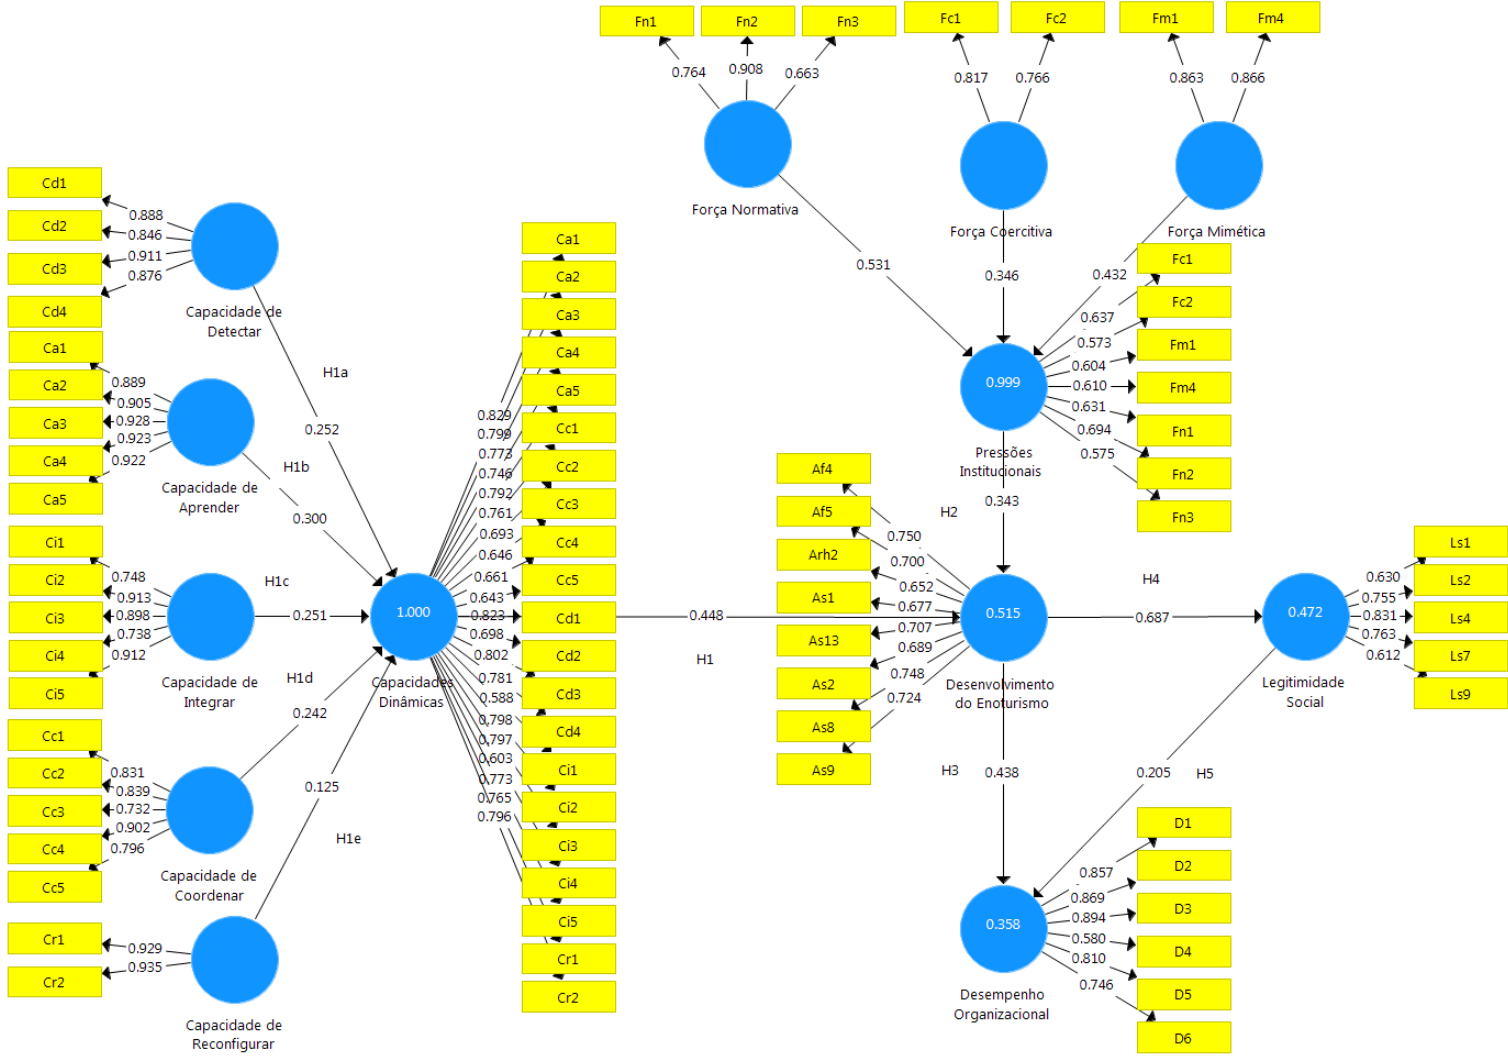 Fn1
Fn2
Fn3
Fc1
Fc2
Fm1
Fm4
0.764
0.908
0.663
0.817
0.766
0.863
0.866
Força Normativa
Força Coercitiva
Força Mimética
0.531
0.346
0.432
Cd1
Cd2
Cd3
Cd4
0.888
0.846
0.911
0.876
Capacidade de
Detectar
H1a
0.252
Ca1
Ca2
Ca3
Ca4
Ca5
0.889
0.905
0.928
0.923
0.922
Capacidade de
Aprender
H1b
0.300
Ci1
Ci2
Ci3
Ci4
Ci5
0.748
0.913
0.898
0.738
0.912
Capacidade de
Integrar
H1c
0.251
Cc1
Cc2
Cc3
Cc4
Cc5
0.831
0.839
0.732
0.902
0.796
Capacidade de
Coordenar
H1d
0.242
Cr1
Cr2
0.929
0.935
Capacidade de
Reconfigurar
H1e
0.125
1.000
Capacidades
Dinâmicas
0.829
0.799
0.773
0.746
0.792
0.761
0.693
0.646
0.661
0.643
0.823
0.698
0.802
0.781
0.588
0.798
0.797
0.603
0.773
0.765
0.796
Ca1
Ca2
Ca3
Ca4
Ca5
Cc1
Cc2
Cc3
Cc4
Cc5
Cd1
Cd2
Cd3
Cd4
Ci1
Ci2
Ci3
Ci4
Ci5
Cr1
Cr2
0.448
H1
0.999
Pressões
Institucionais
0.637
0.573
0.604
0.610
0.631
0.694
0.575
Fc1
Fc2
Fm1
Fm4
Fn1
Fn2
Fn3
H2
0.343
Af4
Af5
Arh2
As1
As13
As2
As8
As9
0.750
0.700
0.652
0.677
0.707
0.689
0.748
0.724
0.515
Desenvolvimento
do Enoturismo
H4
0.687
0.472
Legitimidade
Social
0.630
0.755
0.831
0.763
0.612
Ls1
Ls2
Ls4
Ls7
Ls9
H3
0.438
0.205
H5
0.358
Desempenho
Organizacional
0.857
0.869
0.894
0.580
0.810
0.746
D1
D2
D3
D4
D5
D6